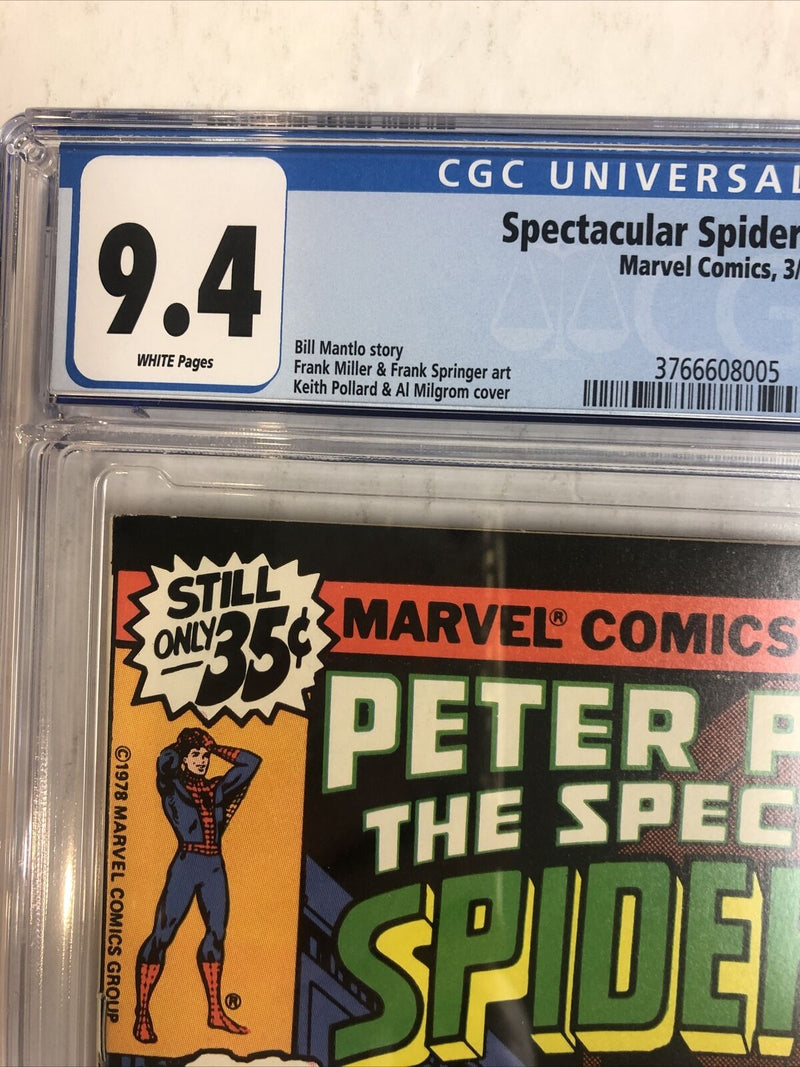 CGC UNIVERSAL
9.4
WHITE Pages
Spectacular Spider
Marvel Comics, 3/
Bill Mantlo story
Frank Miller & Frank Springer art
Keith Pollard & Al Milgrom cover
3766608005
STILL
ONLY 35¢
MARVEL® COMICS
PETER P
THE SPEC
SPIDE
©1978 MARVEL COMICS GROUP
®